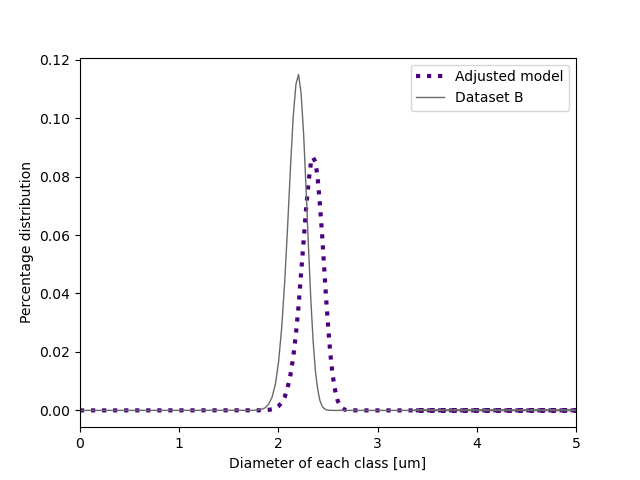 0.12
0.10
0.08
0.06
0.04
0.02
0.00
Percentage distribution
Adjusted model
Dataset B
0 1 2 3 4 5
Diameter of each class [um]